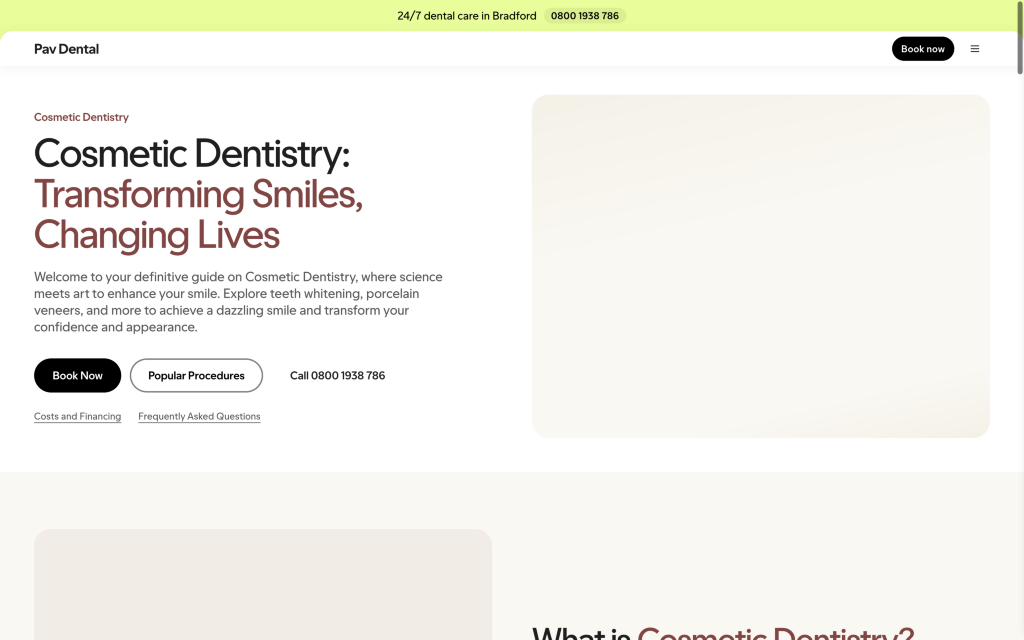 24/7 dental care in Bradford 0800 1938 786
Pav Dental
Book now
Cosmetic Dentistry
Cosmetic Dentistry:
Transforming Smiles,
Changing Lives
Welcome to your definitive guide on Cosmetic Dentistry, where science
meets art to enhance your smile. Explore teeth whitening, porcelain
veneers, and more to achieve a dazzling smile and transform your
confidence and appearance.
Book Now
Popular Procedures
Call 0800 1938 786
Costs and Financing
Frequently Asked Questions
What is Cosmetic Dentistry?